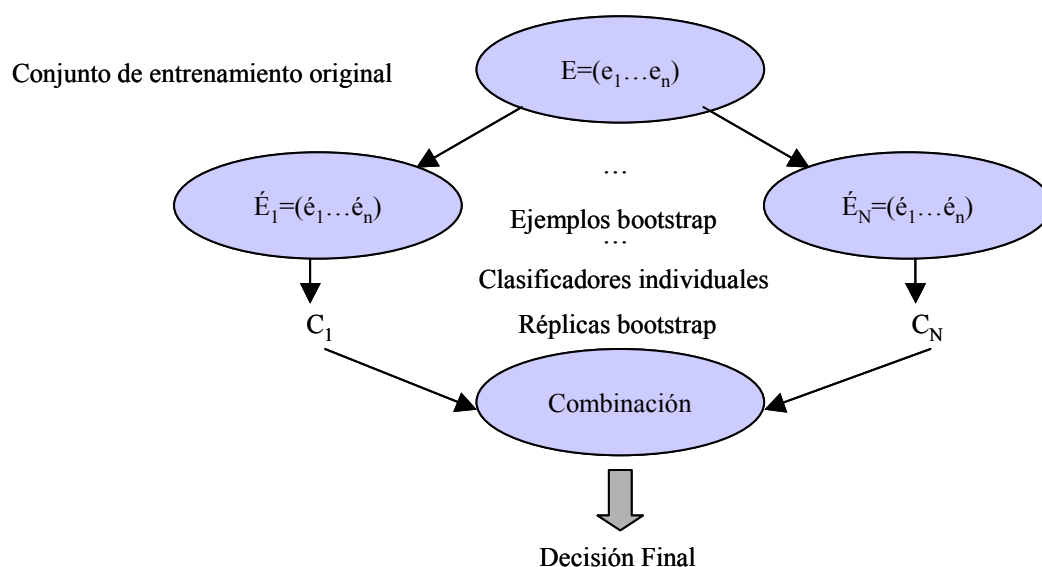 E=(e1…en)
Conjunto de entrenamiento original
…
É1=(é1…én)
ÉN=(é1…én)
Ejemplos bootstrap
…
Clasificadores individuales
C1
Réplicas bootstrap
CN
Combinación
Decisión Final